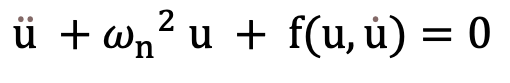 ü + ωₙ² u + f(u, u̇) = 0